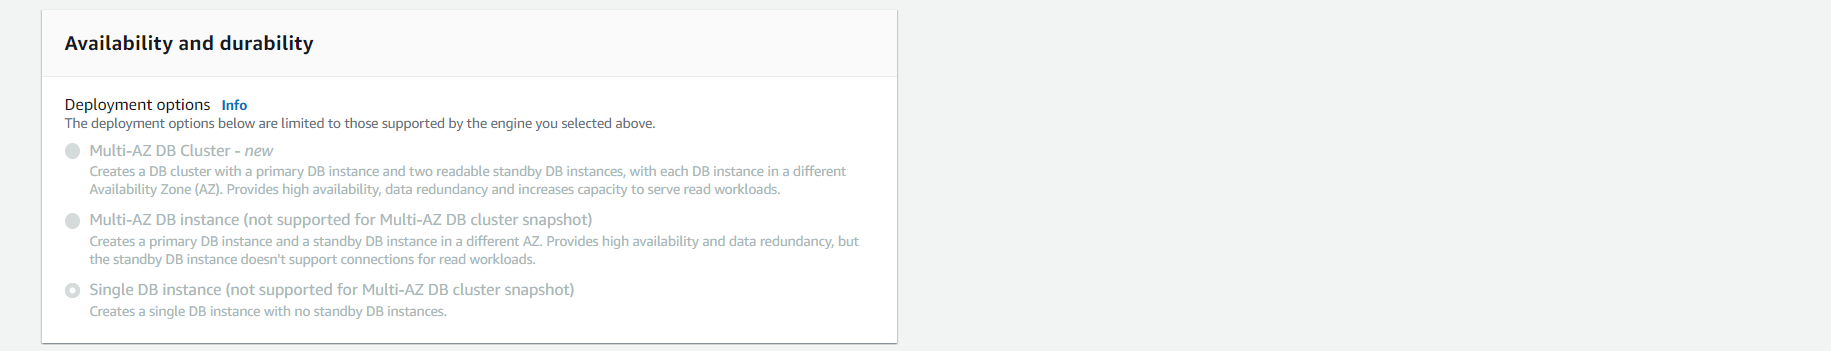 Availability and durability
Deployment options Info
The deployment options below are limited to those supported by the engine you selected above.
Multi-AZ DB Cluster - new
Creates a DB cluster with a primary DB instance and two readable standby DB instances, with each DB instance in a different
Availability Zone (AZ). Provides high availability, data redundancy and increases capacity to serve read workloads.
Multi-AZ DB instance (not supported for Multi-AZ DB cluster snapshot)
Creates a primary DB instance and a standby DB instance in a different AZ. Provides high availability and data redundancy, but
the standby DB instance doesn't support connections for read workloads.
Single DB instance (not supported for Multi-AZ DB cluster snapshot)
Creates a single DB instance with no standby DB instances.